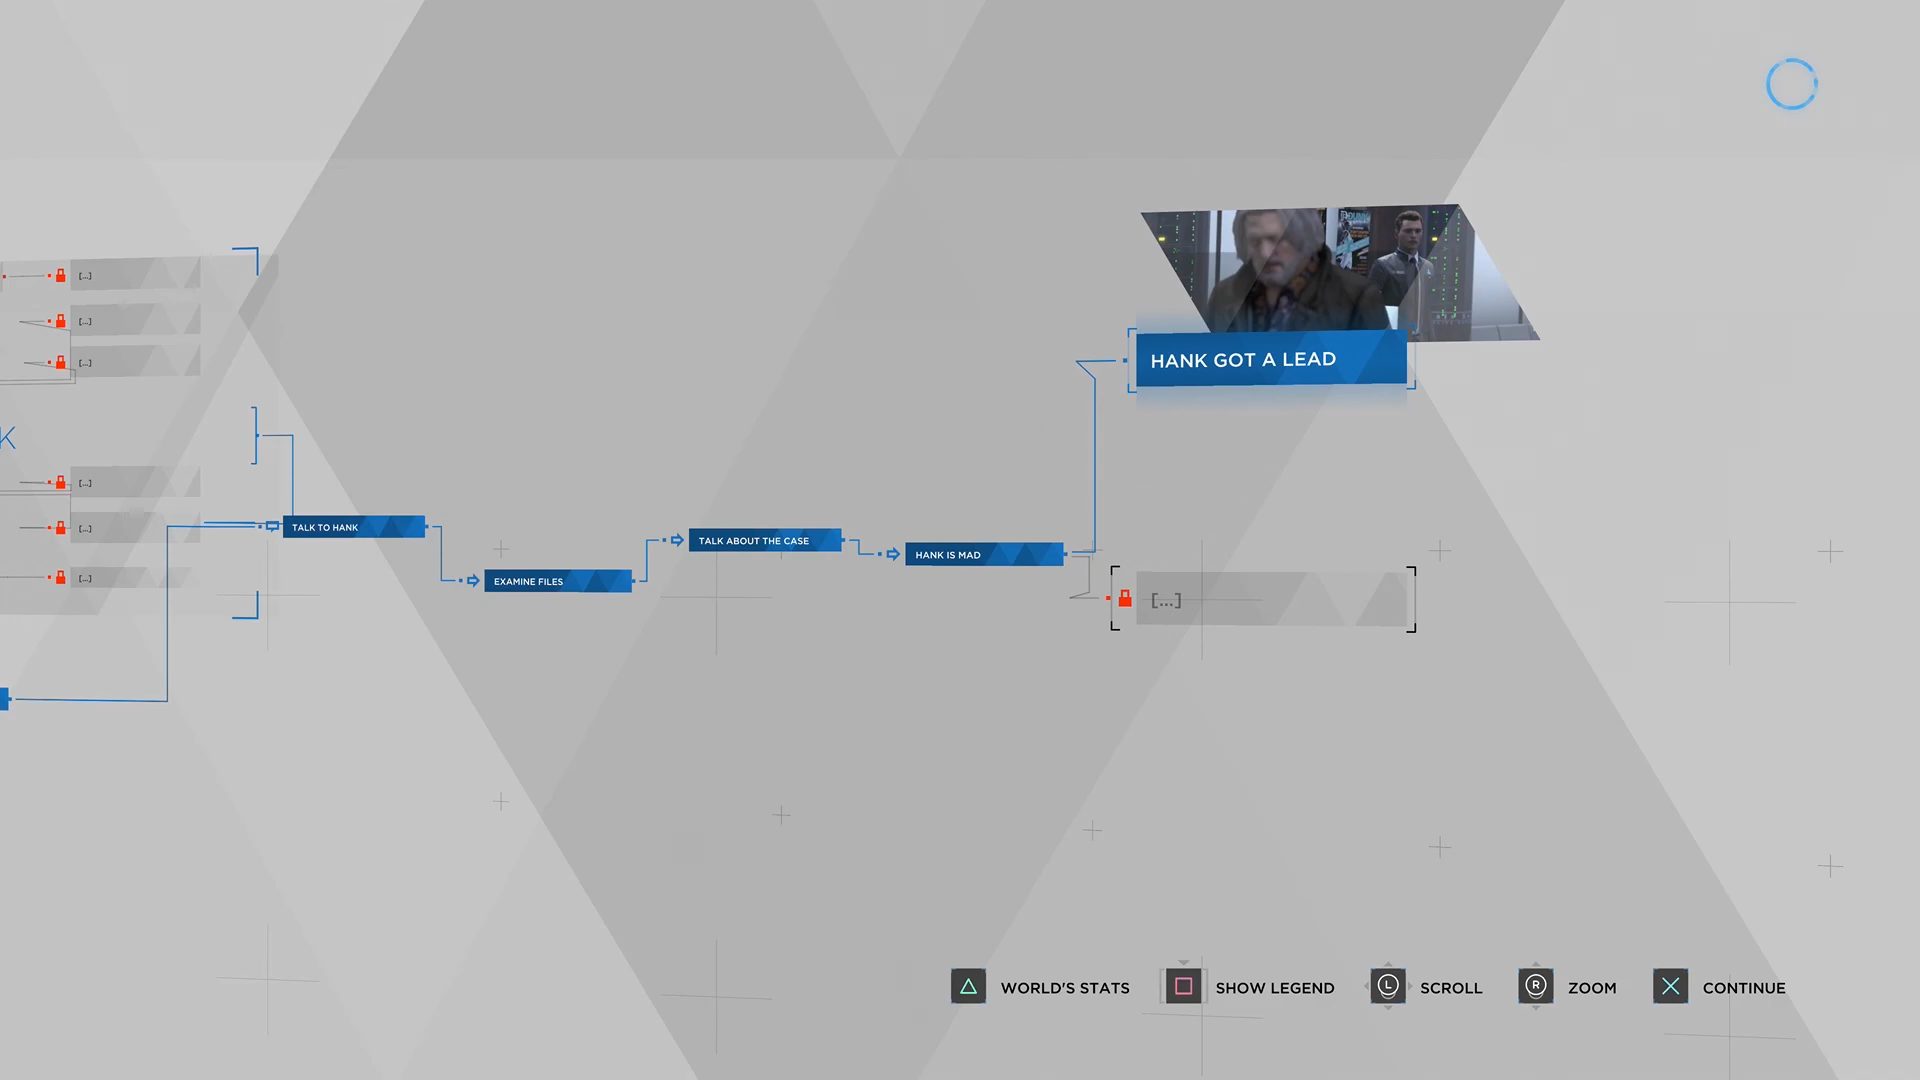 [...]
[...]
[...]
K
[...]
[...]
[...]
TALK TO HANK
EXAMINE FILES
TALK ABOUT THE CASE
HANK IS MAD
HANK GOT A LEAD
[...]
WORLD'S STATS
SHOW LEGEND
L
SCROLL
R
ZOOM
CONTINUE